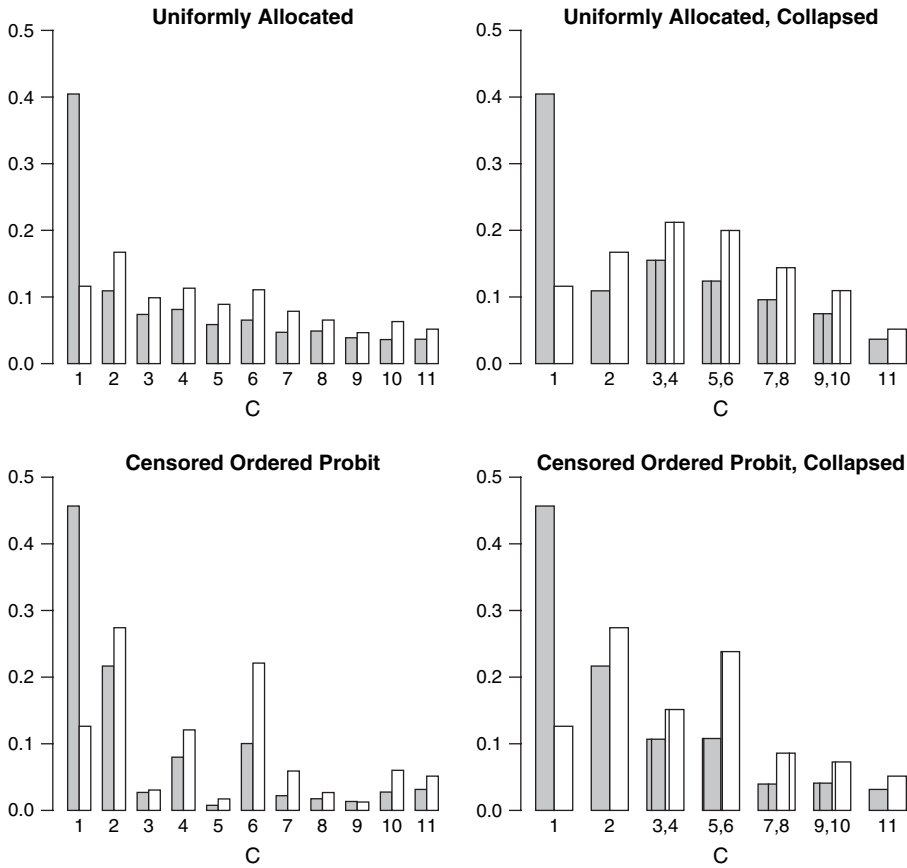 Uniformly Allocated
0.5
0.4
0.3
0.2
0.1
0.0
1 2 3 4 5 6 7 8 9 10 11
C
Uniformly Allocated, Collapsed
0.5
0.4
0.3
0.2
0.1
0.0
1 2 3,4 5,6 7,8 9,10 11
C
Censored Ordered Probit
0.5
0.4
0.3
0.2
0.1
0.0
1 2 3 4 5 6 7 8 9 10 11
C
Censored Ordered Probit, Collapsed
0.5
0.4
0.3
0.2
0.1
0.0
1 2 3,4 5,6 7,8 9,10 11
C